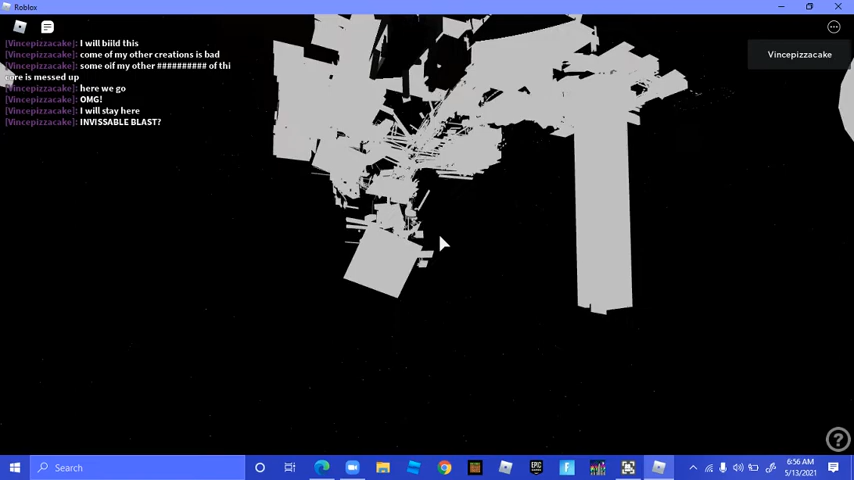 Roblox
[Vincepizzacake]: I will biild this
[Vincepizzacake]: come of my other creations is bad
[Vincepizzacake]: some oif my other ########## of thi
core is messed up
[Vincepizzacake]: here we go
[Vincepizzacake]: OMG!
[Vincepizzacake]: I will stay here
[Vincepizzacake]: INVISSABLE BLAST?
Vincepizzacake
?
Search
EPIC
GAMES
6:56 AM
5/13/2021